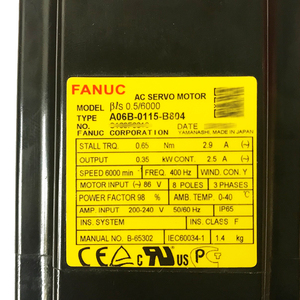 FANUC
AC SERVO MOTOR
MODEL βis 0.5/6000
TYPE A06B-0115-B804
NO. DATE
FANUC CORPORATION YAMANASHI, MADE IN JAPAN
STALL TRQ. 0.65 Nm 2.9 A (~)
OUTPUT 0.35 kW CONT. 2.5 A (~)
SPEED 6000 min⁻¹ FREQ. 400 Hz WIND. CON. Y
MOTOR INPUT (~) 86 V 8 POLES 3 PHASES
POWER FACTOR 98 % AMB. TEMP. 0-40 ℃
AMP. INPUT 200-240 V 50/60 Hz IP65
INS. SYSTEM INS. CLASS F
MANUAL NO. B-65302 IEC60034-1 1.4 kg
CE c UL US